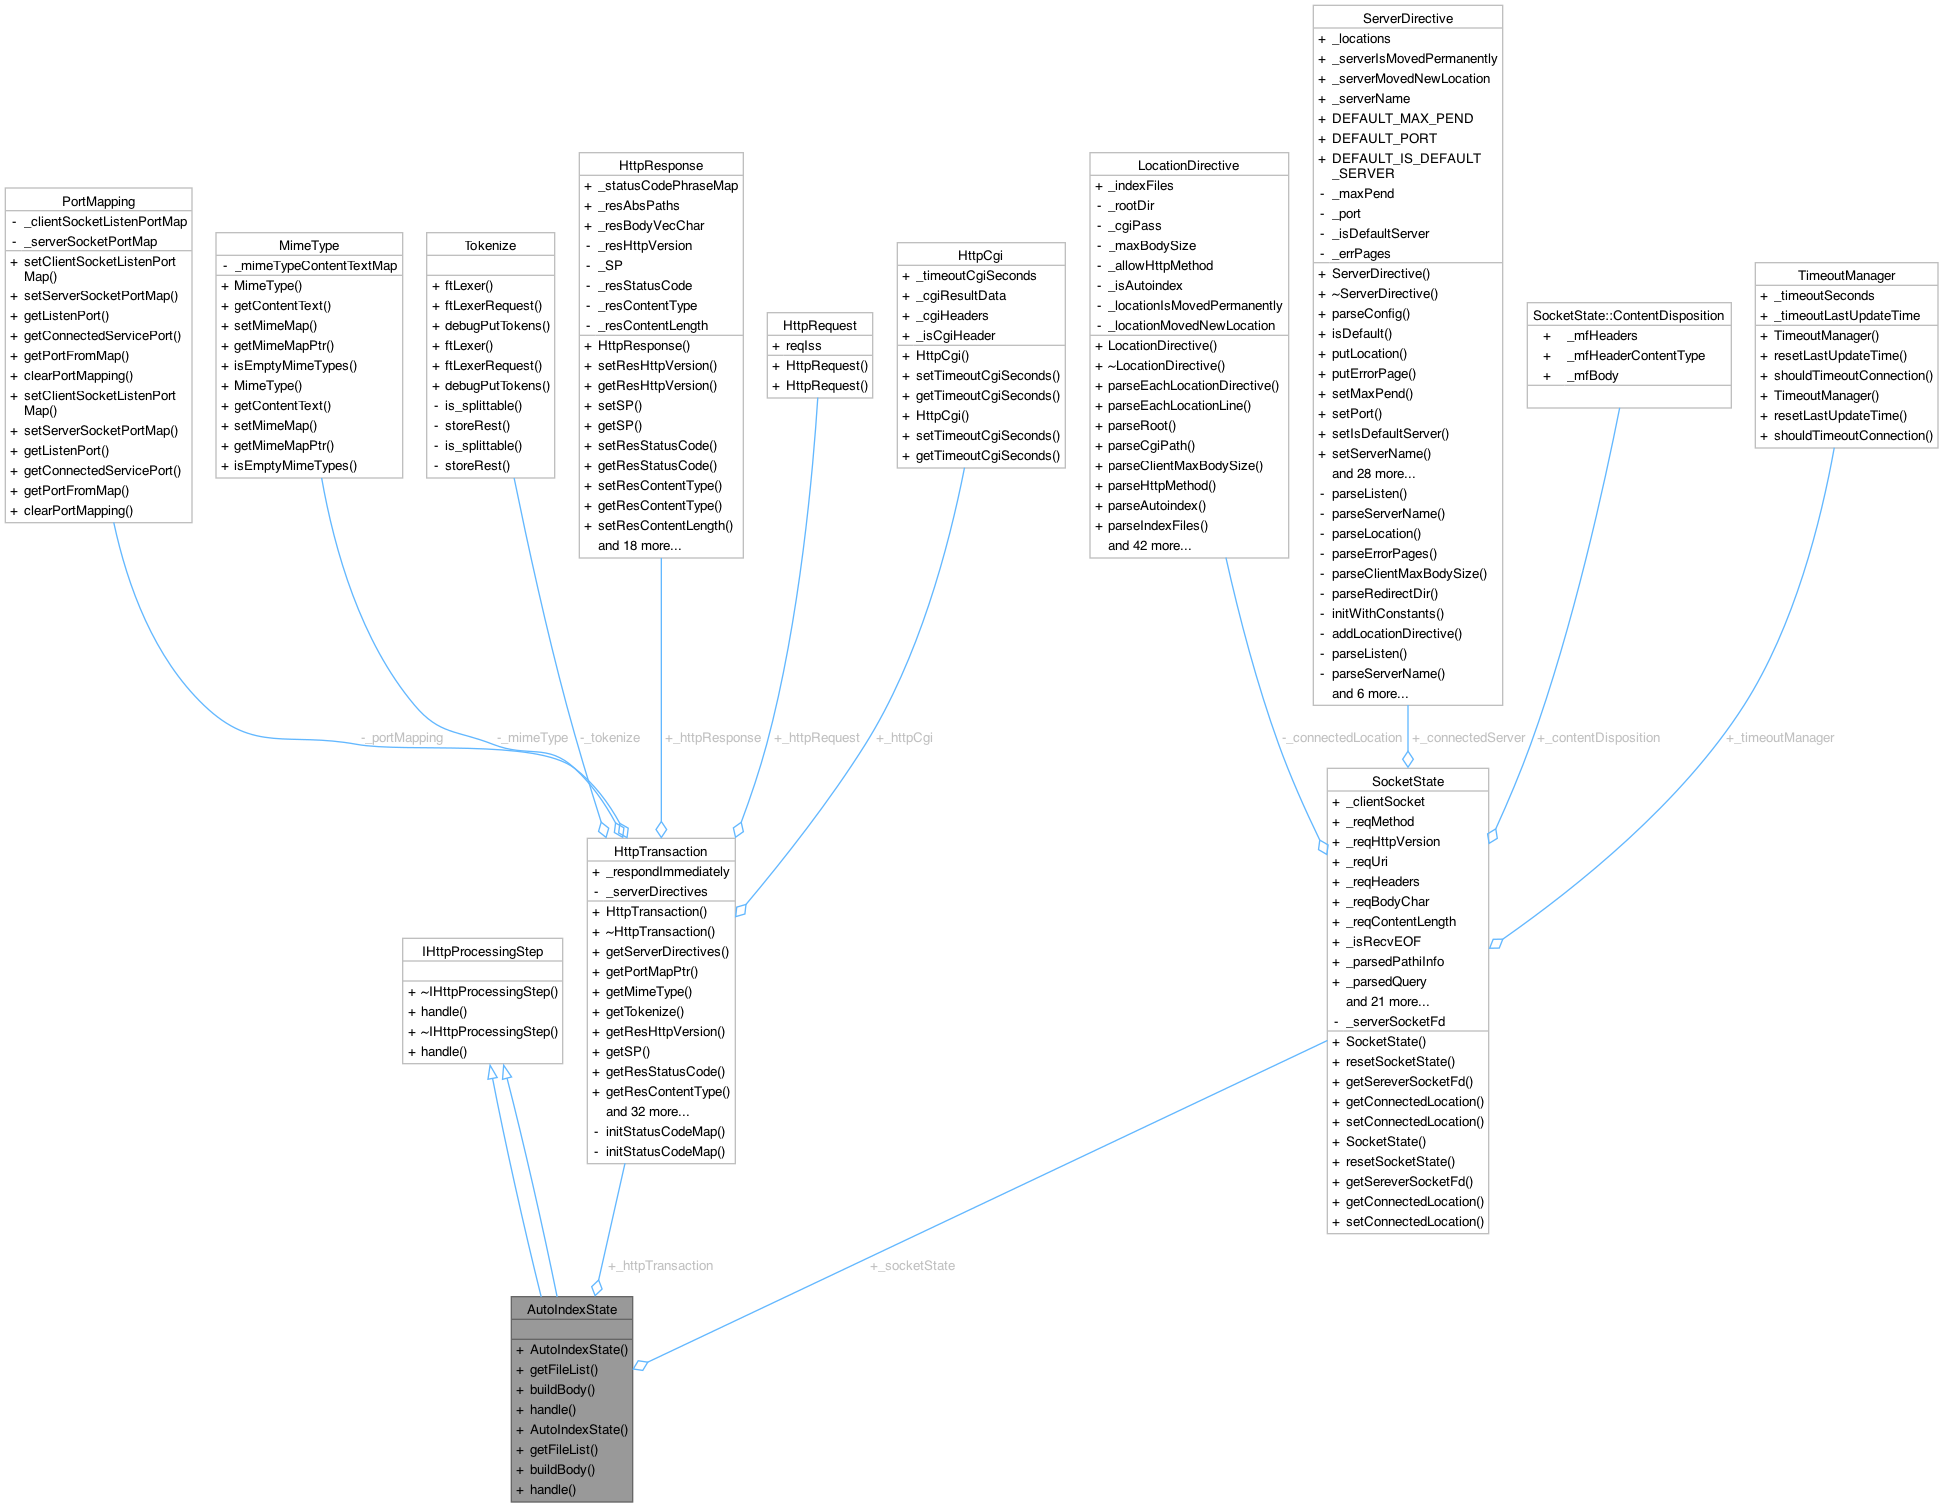 ServerDirective
+ _locations
+ _serverIsMovedPermanently
+ _serverMovedNewLocation
+ _serverName
+ DEFAULT_MAX_PEND
+ DEFAULT_PORT
+ DEFAULT_IS_DEFAULT
_SERVER
- _maxPend
- _port
- _isDefaultServer
- _errPages
+ ServerDirective()
+ ~ServerDirective()
+ parseConfig()
+ isDefault()
+ putLocation()
+ putErrorPage()
+ setMaxPend()
+ setPort()
+ setIsDefaultServer()
+ setServerName()
and 28 more...
- parseListen()
- parseServerName()
- parseLocation()
- parseErrorPages()
- parseClientMaxBodySize()
- parseRedirectDir()
- initWithConstants()
- addLocationDirective()
- parseListen()
- parseServerName()
and 6 more...
PortMapping
- _clientSocketListenPortMap
- _serverSocketPortMap
+ setClientSocketListenPort
Map()
+ setServerSocketPortMap()
+ getListenPort()
+ getConnectedServicePort()
+ getPortFromMap()
+ clearPortMapping()
+ setClientSocketListenPort
Map()
+ setServerSocketPortMap()
+ getListenPort()
+ getConnectedServicePort()
+ getPortFromMap()
+ clearPortMapping()
MimeType
- _mimeTypeContentTextMap
+ MimeType()
+ getContentText()
+ setMimeMap()
+ getMimeMapPtr()
+ isEmptyMimeTypes()
+ MimeType()
+ getContentText()
+ setMimeMap()
+ getMimeMapPtr()
+ isEmptyMimeTypes()
Tokenize
+ ftLexer()
+ ftLexerRequest()
+ debugPutTokens()
+ ftLexer()
+ ftLexerRequest()
+ debugPutTokens()
- is_splittable()
- storeRest()
- is_splittable()
- storeRest()
HttpResponse
+ _statusCodePhraseMap
+ _resAbsPaths
+ _resBodyVecChar
- _resHttpVersion
- _SP
- _resStatusCode
- _resContentType
- _resContentLength
+ HttpResponse()
+ setResHttpVersion()
+ getResHttpVersion()
+ setSP()
+ getSP()
+ setResStatusCode()
+ getResStatusCode()
+ setResContentType()
+ getResContentType()
+ setResContentLength()
and 18 more...
HttpRequest
+ reqIss
+ HttpRequest()
+ HttpRequest()
HttpCgi
+ _timeoutCgiSeconds
+ _cgiResultData
+ _cgiHeaders
+ _isCgiHeader
+ HttpCgi()
+ setTimeoutCgiSeconds()
+ getTimeoutCgiSeconds()
+ HttpCgi()
+ setTimeoutCgiSeconds()
+ getTimeoutCgiSeconds()
LocationDirective
+ _indexFiles
- _rootDir
- _cgiPass
- _maxBodySize
- _allowHttpMethod
- _isAutoindex
- _locationIsMovedPermanently
- _locationMovedNewLocation
+ LocationDirective()
+ ~LocationDirective()
+ parseEachLocationDirective()
+ parseEachLocationLine()
+ parseRoot()
+ parseCgiPath()
+ parseClientMaxBodySize()
+ parseHttpMethod()
+ parseAutoindex()
+ parseIndexFiles()
and 42 more...
SocketState::ContentDisposition
+ _mfHeaders
+ _mfHeaderContentType
+ _mfBody
TimeoutManager
+ _timeoutSeconds
+ _timeoutLastUpdateTime
+ TimeoutManager()
+ resetLastUpdateTime()
+ shouldTimeoutConnection()
+ TimeoutManager()
+ resetLastUpdateTime()
+ shouldTimeoutConnection()
-_portMapping
-_mimeType
-_tokenize
+_httpResponse
+_httpRequest
+_httpCgi
-_connectedLocation
+_connectedServer
+_contentDisposition
+_timeoutManager
HttpTransaction
+ _respondImmediately
- _serverDirectives
+ HttpTransaction()
+ ~HttpTransaction()
+ getServerDirectives()
+ getPortMapPtr()
+ getMimeType()
+ getTokenize()
+ getResHttpVersion()
+ getSP()
+ getResStatusCode()
+ getResContentType()
and 32 more...
- initStatusCodeMap()
- initStatusCodeMap()
SocketState
+ _clientSocket
+ _reqMethod
+ _reqHttpVersion
+ _reqUri
+ _reqHeaders
+ _reqBodyChar
+ _reqContentLength
+ _isRecvEOF
+ _parsedPathiInfo
+ _parsedQuery
and 21 more...
- _serverSocketFd
+ SocketState()
+ resetSocketState()
+ getSereverSocketFd()
+ getConnectedLocation()
+ setConnectedLocation()
+ SocketState()
+ resetSocketState()
+ getSereverSocketFd()
+ getConnectedLocation()
+ setConnectedLocation()
IHttpProcessingStep
+ ~IHttpProcessingStep()
+ handle()
+ ~IHttpProcessingStep()
+ handle()
+_httpTransaction
+_socketState
AutoIndexState
+ AutoIndexState()
+ getFileList()
+ buildBody()
+ handle()
+ AutoIndexState()
+ getFileList()
+ buildBody()
+ handle()